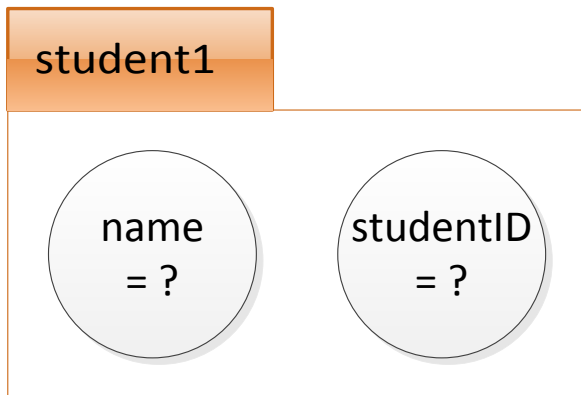 student1
name
= ?
studentID
= ?